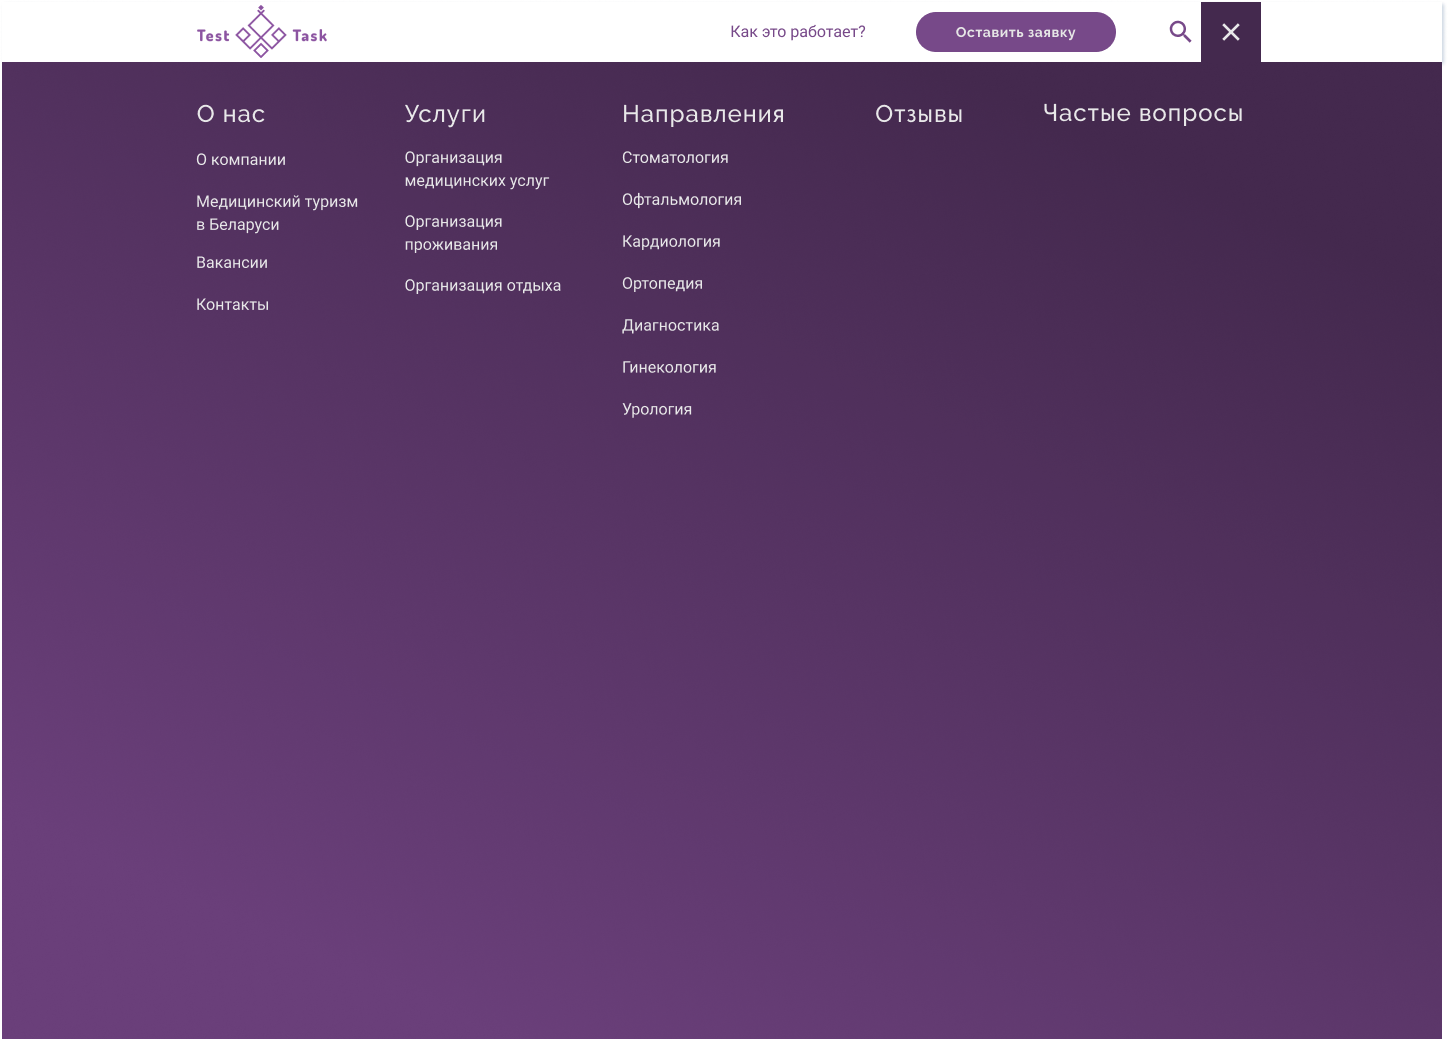 Test Task
Как это работает?
Оставить заявку
О нас
О компании
Медицинский туризм
в Беларуси
Вакансии
Контакты
Услуги
Организация
медицинских услуг
Организация
проживания
Организация отдыха
Направления
Стоматология
Офтальмология
Кардиология
Ортопедия
Диагностика
Гинекология
Урология
Отзывы
Частые вопросы